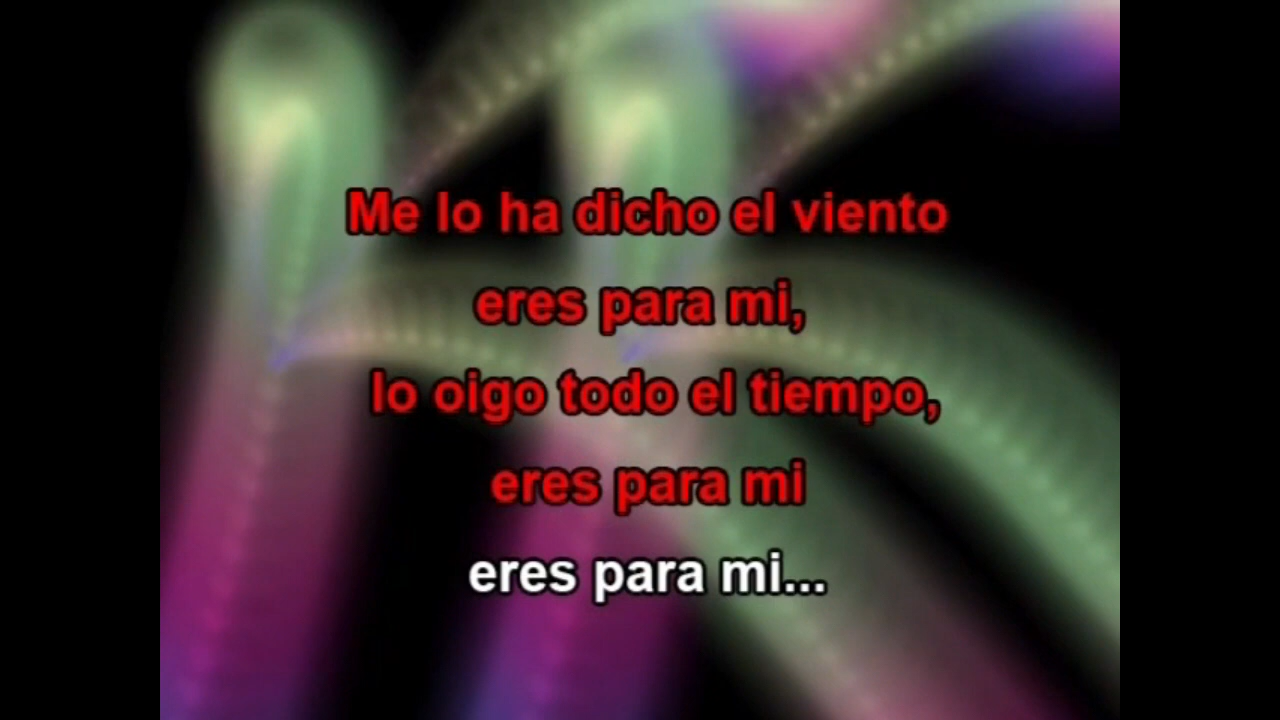 Me lo ha dicho el viento
eres para mi,
lo oigo todo el tiempo,
eres para mi
eres para mi...